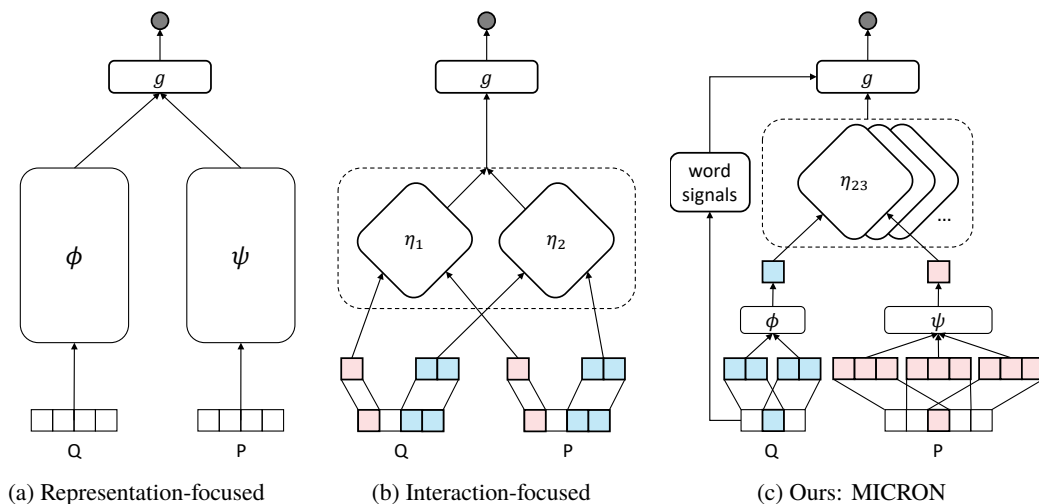 g
ϕ
ψ
Q
P
(a) Representation-focused
g
η₁
η₂
Q
P
(b) Interaction-focused
g
word
signals
η₂₃
...
ϕ
ψ
Q
P
(c) Ours: MICRON